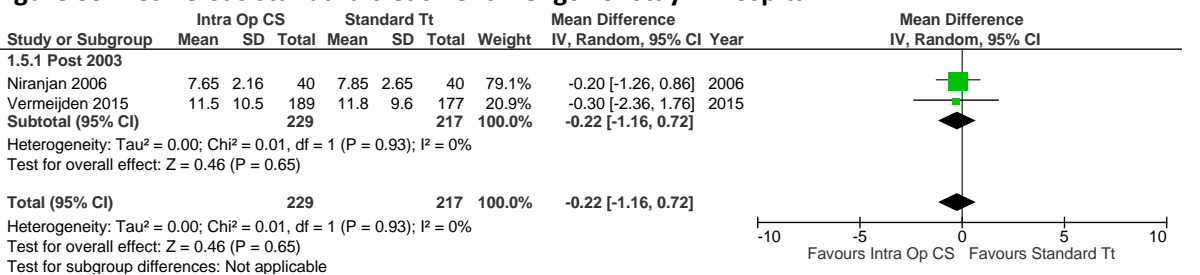 Intra Op CS Standard Tt Mean Difference Mean Difference
Study or Subgroup Mean SD Total Mean SD Total Weight IV, Random, 95% CI Year IV, Random, 95% CI
1.5.1 Post 2003
Niranjan 2006 7.65 2.16 40 7.85 2.65 40 79.1% -0.20 [-1.26, 0.86] 2006
Vermeijden 2015 11.5 10.5 189 11.8 9.6 177 20.9% -0.30 [-2.36, 1.76] 2015
Subtotal (95% CI) 229 217 100.0% -0.22 [-1.16, 0.72]
Heterogeneity: Tau² = 0.00; Chi² = 0.01, df = 1 (P = 0.93); I² = 0%
Test for overall effect: Z = 0.46 (P = 0.65)
Total (95% CI) 229 217 100.0% -0.22 [-1.16, 0.72]
Heterogeneity: Tau² = 0.00; Chi² = 0.01, df = 1 (P = 0.93); I² = 0%
Test for overall effect: Z = 0.46 (P = 0.65)
Test for subgroup differences: Not applicable
-10 -5 0 5 10
Favours Intra Op CS Favours Standard Tt